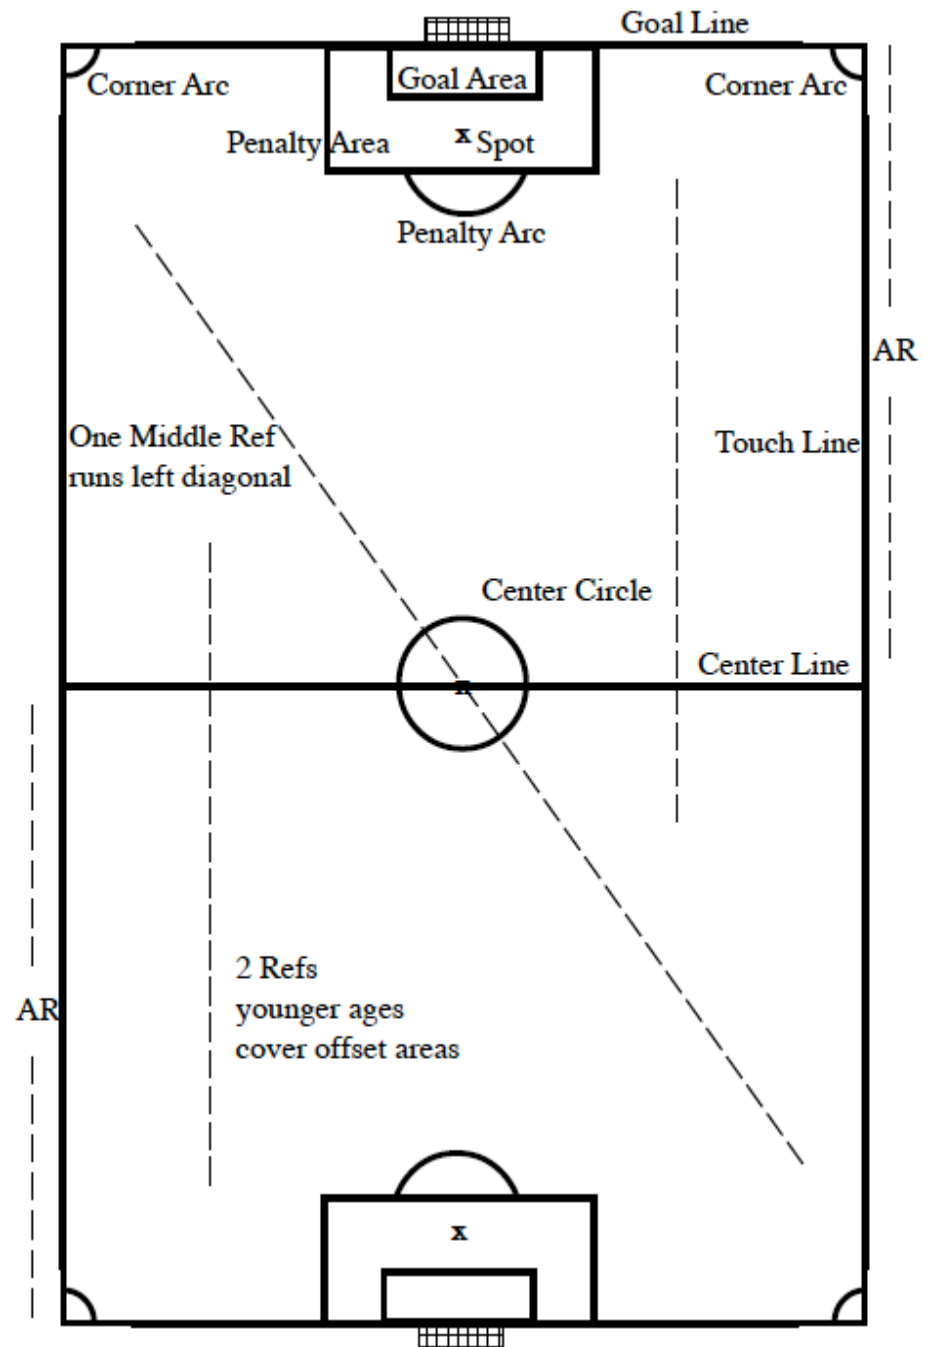 Goal Line
Corner Arc
Goal Area
Corner Arc
Penalty Area
x Spot
Penalty Arc
AR
One Middle Ref
runs left diagonal
Touch Line
Center Circle
Center Line
x
2 Refs
younger ages
cover offset areas
AR
x